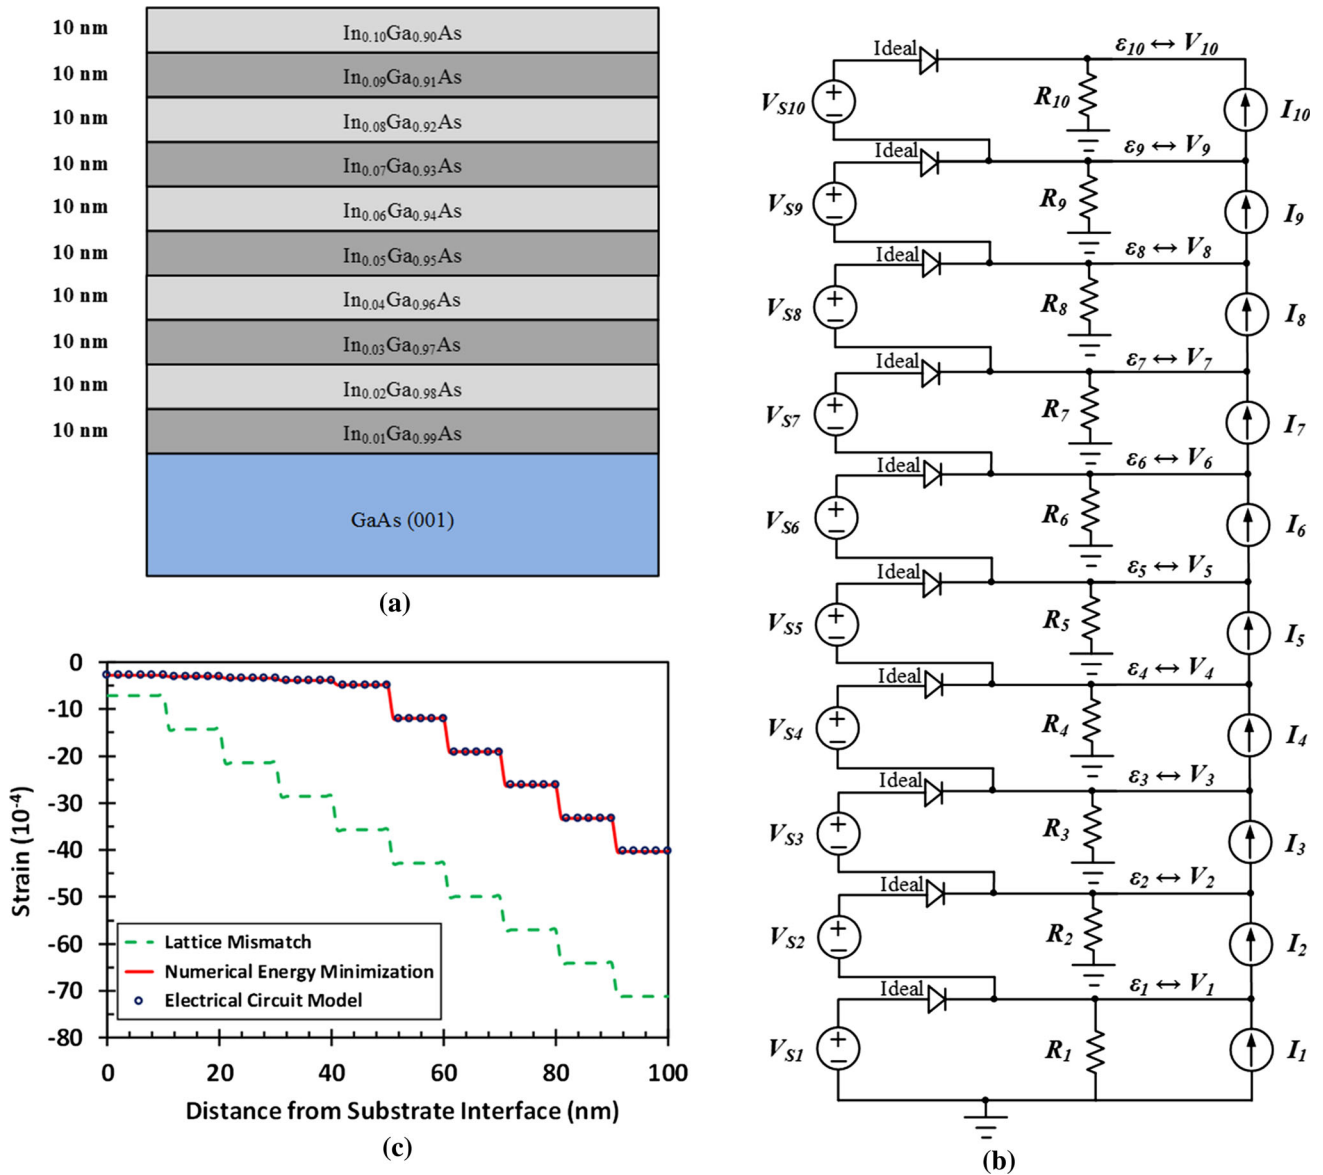 10 nm In0.10Ga0.90As
10 nm In0.09Ga0.91As
10 nm In0.08Ga0.92As
10 nm In0.07Ga0.93As
10 nm In0.06Ga0.94As
10 nm In0.05Ga0.95As
10 nm In0.04Ga0.96As
10 nm In0.03Ga0.97As
10 nm In0.02Ga0.98As
10 nm In0.01Ga0.99As
GaAs (001)
(a)
Ideal ε10 ↔ V10
VS10 R10 I10
Ideal ε9 ↔ V9
VS9 R9 I9
Ideal ε8 ↔ V8
VS8 R8 I8
Ideal ε7 ↔ V7
VS7 R7 I7
Ideal ε6 ↔ V6
VS6 R6 I6
Ideal ε5 ↔ V5
VS5 R5 I5
Ideal ε4 ↔ V4
VS4 R4 I4
Ideal ε3 ↔ V3
VS3 R3 I3
Ideal ε2 ↔ V2
VS2 R2 I2
Ideal ε1 ↔ V1
VS1 R1 I1
(b)
Strain (10-4)
0
-10
-20
-30
-40
-50
-60
-70
-80
Lattice Mismatch
Numerical Energy Minimization
Electrical Circuit Model
0 20 40 60 80 100
Distance from Substrate Interface (nm)
(c)